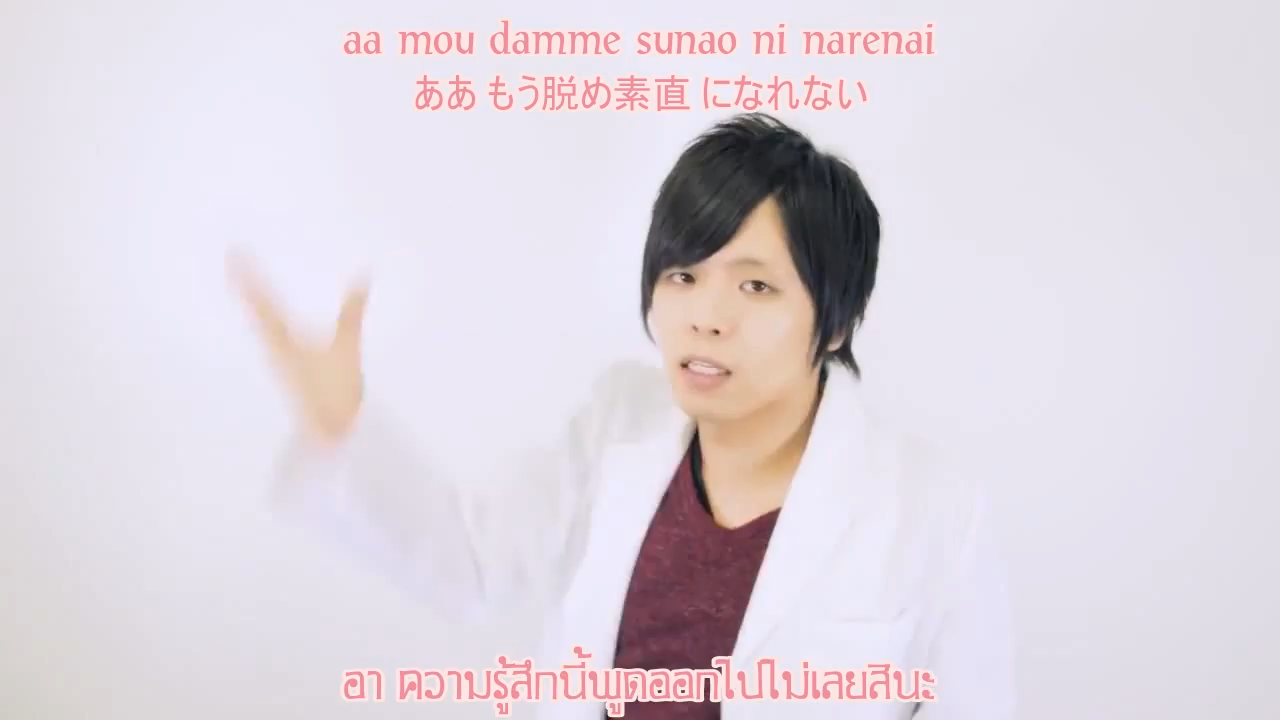 aa mou damme sunao ni narenai
ああ もう脱め素直 になれない
อา ความรู้สึกนี้พูดออกไปไม่เลยสินะ